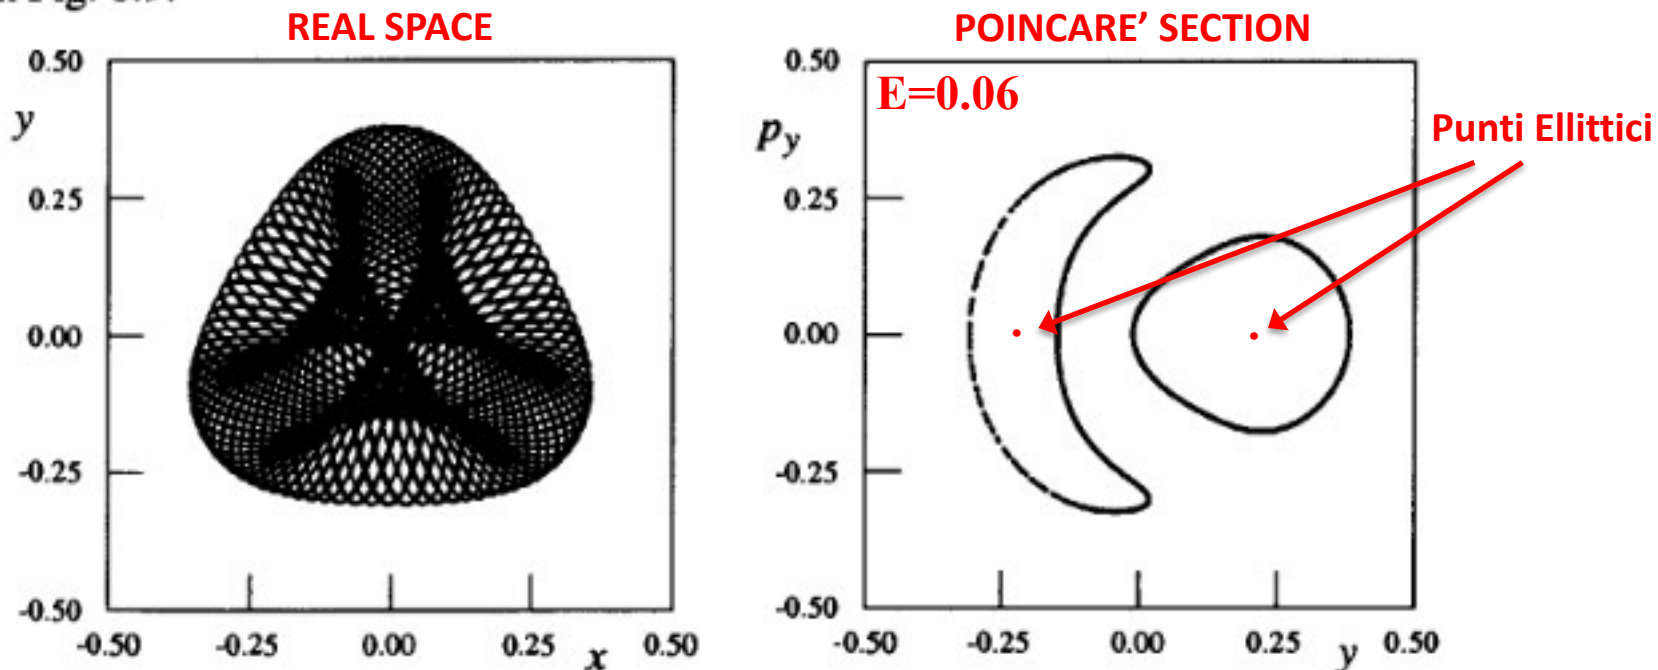 REAL SPACE
0.50
y
0.25
0.00
-0.25
-0.50
-0.50 -0.25 0.00 0.25 x 0.50
POINCARE’ SECTION
0.50
E=0.06
Punti Ellittici
py
0.25
0.00
-0.25
-0.50
-0.50 -0.25 0.00 0.25 y 0.50